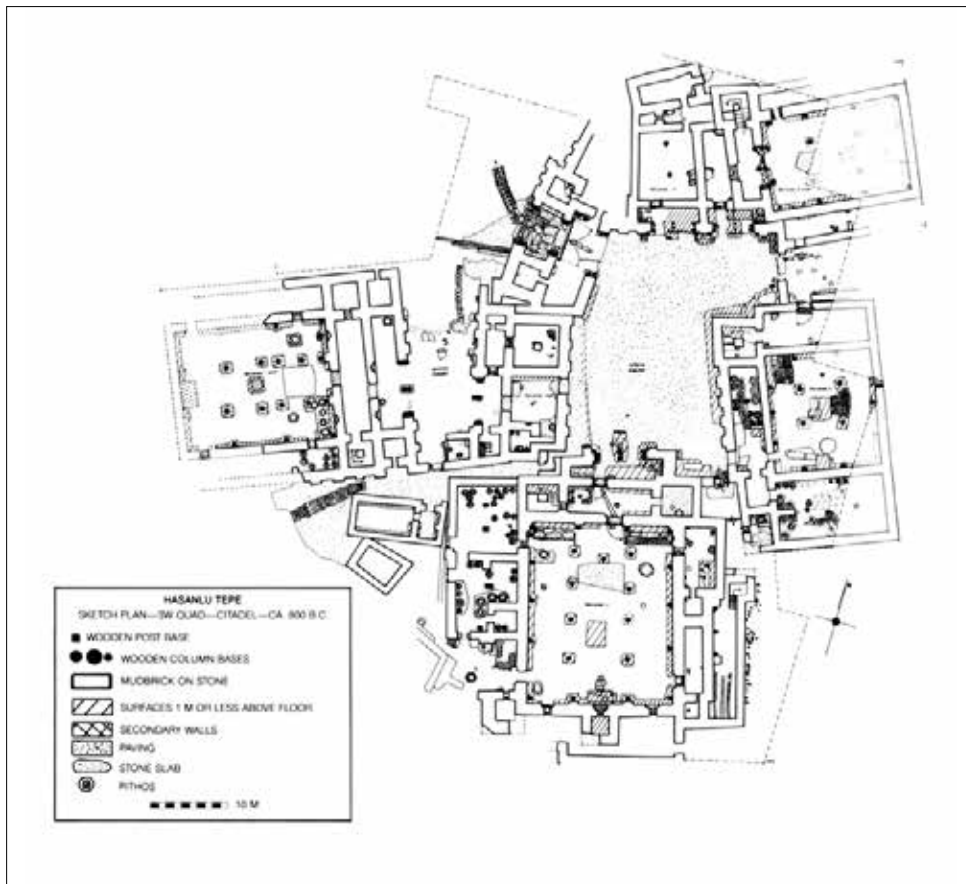 HASANLU TEPE
SKETCH PLAN—SW QUAD—CITADEL—CA. 800 B.C.
WOODEN POST BASE
WOODEN COLUMN BASES
MUDBRICK ON STONE
SURFACES 1 M OR LESS ABOVE FLOOR
SECONDARY WALLS
PAVING
STONE SLAB
PITHOS
10 M